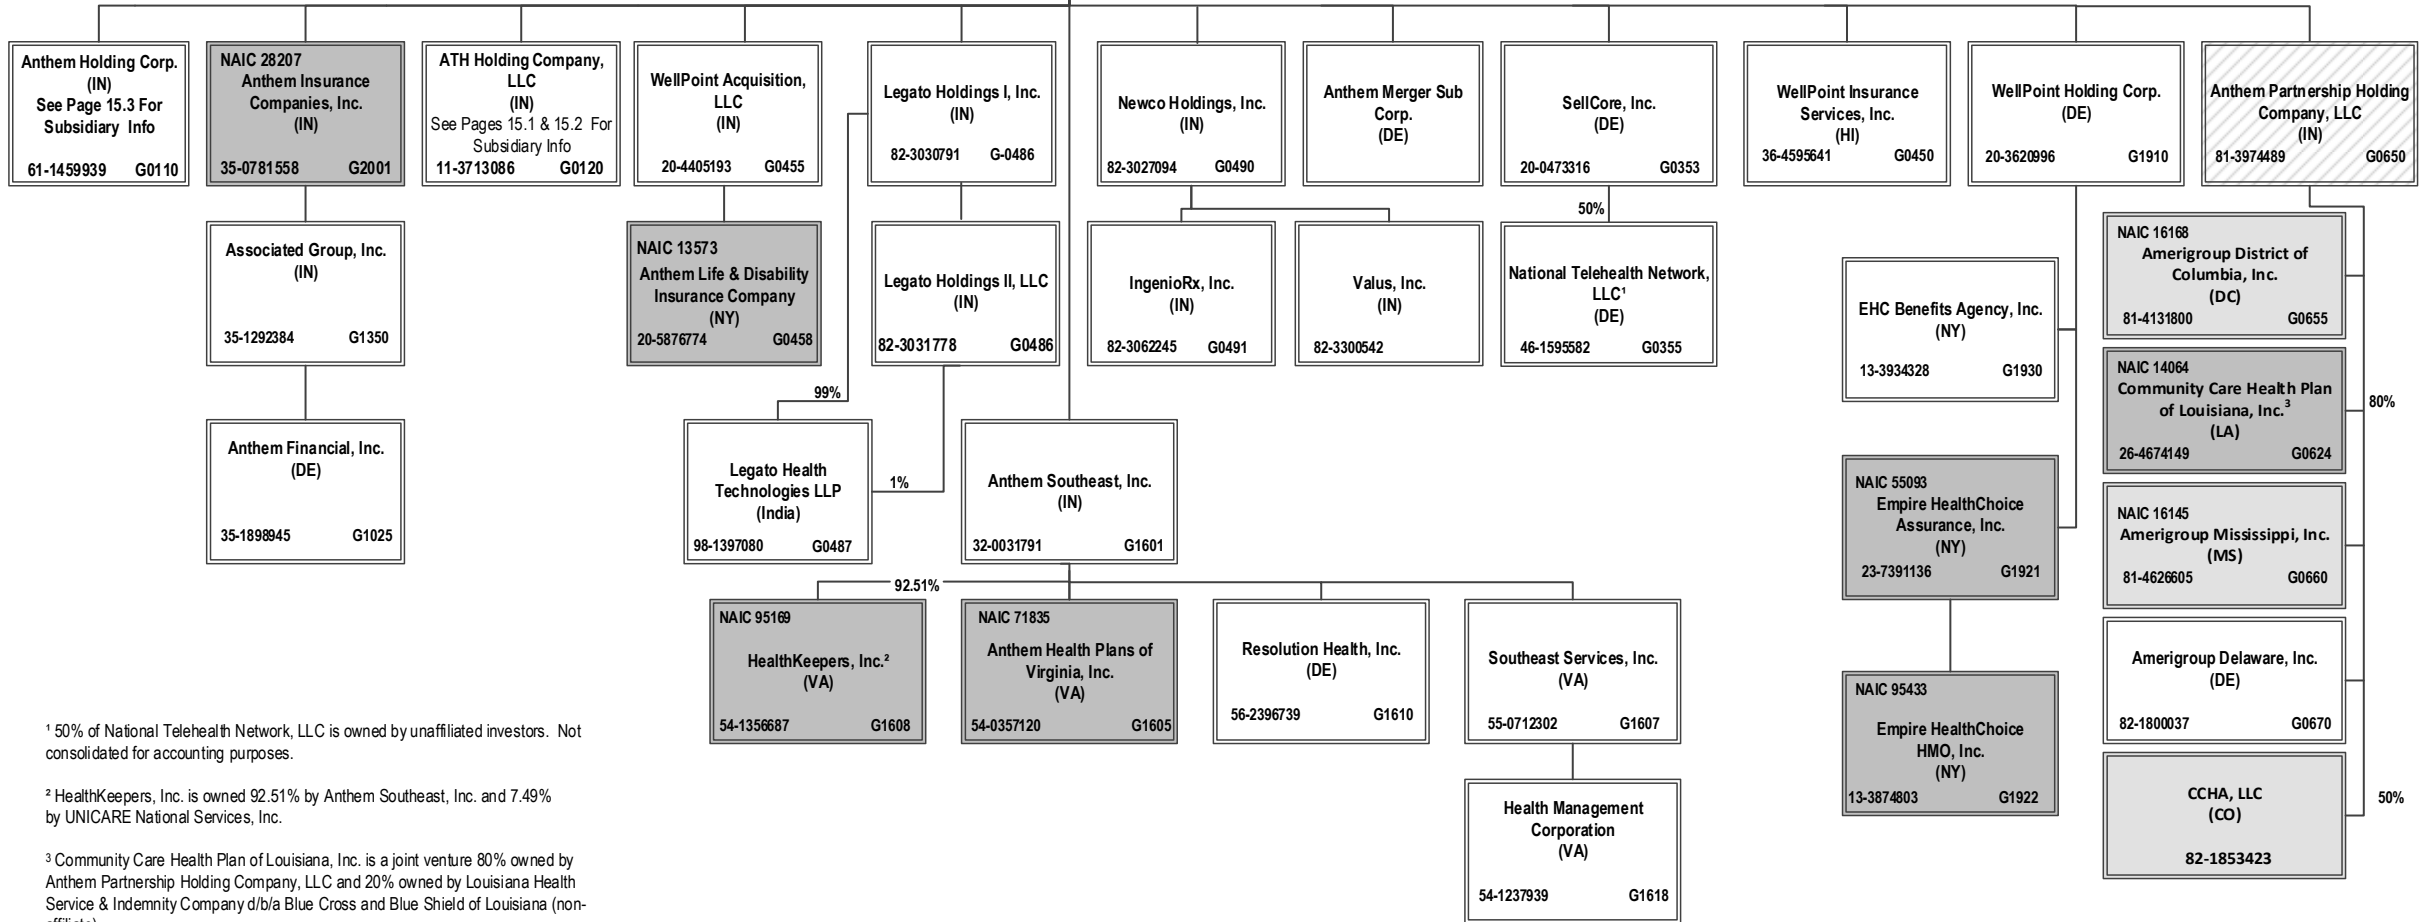 Anthem Holding Corp.
(IN)
See Page 15.3 For
Subsidiary Info
61-1459939 G0110
NAIC 28207
Anthem Insurance
Companies, Inc.
(IN)
35-0781558 G2001
ATH Holding Company,
LLC
(IN)
See Pages 15.1 & 15.2 For
Subsidiary Info
11-3713086 G0120
WellPoint Acquisition,
LLC
(IN)
20-4405193 G0455
Legato Holdings I, Inc.
(IN)
82-3030791 G-0486
Newco Holdings, Inc.
(IN)
82-3027094 G0490
Anthem Merger Sub
Corp.
(DE)
SellCore, Inc.
(DE)
20-0473316 G0353
WellPoint Insurance
Services, Inc.
(HI)
36-4595641 G0450
WellPoint Holding Corp.
(DE)
20-3620996 G1910
Anthem Partnership Holding
Company, LLC
(IN)
81-3974489 G0650
Associated Group, Inc.
(IN)
35-1292384 G1350
NAIC 13573
Anthem Life & Disability
Insurance Company
(NY)
20-5876774 G0458
Legato Holdings II, LLC
(IN)
82-3031778 G0486
IngenioRx, Inc.
(IN)
82-3062245 G0491
Valus, Inc.
(IN)
82-3300542
50%
National Telehealth Network,
LLC¹
(DE)
46-1595582 G0355
EHC Benefits Agency, Inc.
(NY)
13-3934328 G1930
NAIC 16168
Amerigroup District of
Columbia, Inc.
(DC)
81-4131800 G0655
NAIC 14064
Community Care Health Plan
of Louisiana, Inc.³
(LA)
26-4674149 G0624
80%
99%
Anthem Financial, Inc.
(DE)
35-1898945 G1025
Legato Health
Technologies LLP
(India)
98-1397080 G0487
1%
Anthem Southeast, Inc.
(IN)
32-0031791 G1601
NAIC 55093
Empire HealthChoice
Assurance, Inc.
(NY)
23-7391136 G1921
NAIC 16145
Amerigroup Mississippi, Inc.
(MS)
81-4626605 G0660
92.51%
NAIC 95169
HealthKeepers, Inc.²
(VA)
54-1356687 G1608
NAIC 71835
Anthem Health Plans of
Virginia, Inc.
(VA)
54-0357120 G1605
Resolution Health, Inc.
(DE)
56-2396739 G1610
Southeast Services, Inc.
(VA)
55-0712302 G1607
NAIC 95433
Empire HealthChoice
HMO, Inc.
(NY)
13-3874803 G1922
Amerigroup Delaware, Inc.
(DE)
82-1800037 G0670
CCHA, LLC
(CO)
82-1853423
50%
Health Management
Corporation
(VA)
54-1237939 G1618
¹ 50% of National Telehealth Network, LLC is owned by unaffiliated investors. Not
consolidated for accounting purposes.
² HealthKeepers, Inc. is owned 92.51% by Anthem Southeast, Inc. and 7.49%
by UNICARE National Services, Inc.
³ Community Care Health Plan of Louisiana, Inc. is a joint venture 80% owned by
Anthem Partnership Holding Company, LLC and 20% owned by Louisiana Health
Service & Indemnity Company d/b/a Blue Cross and Blue Shield of Louisiana (non-